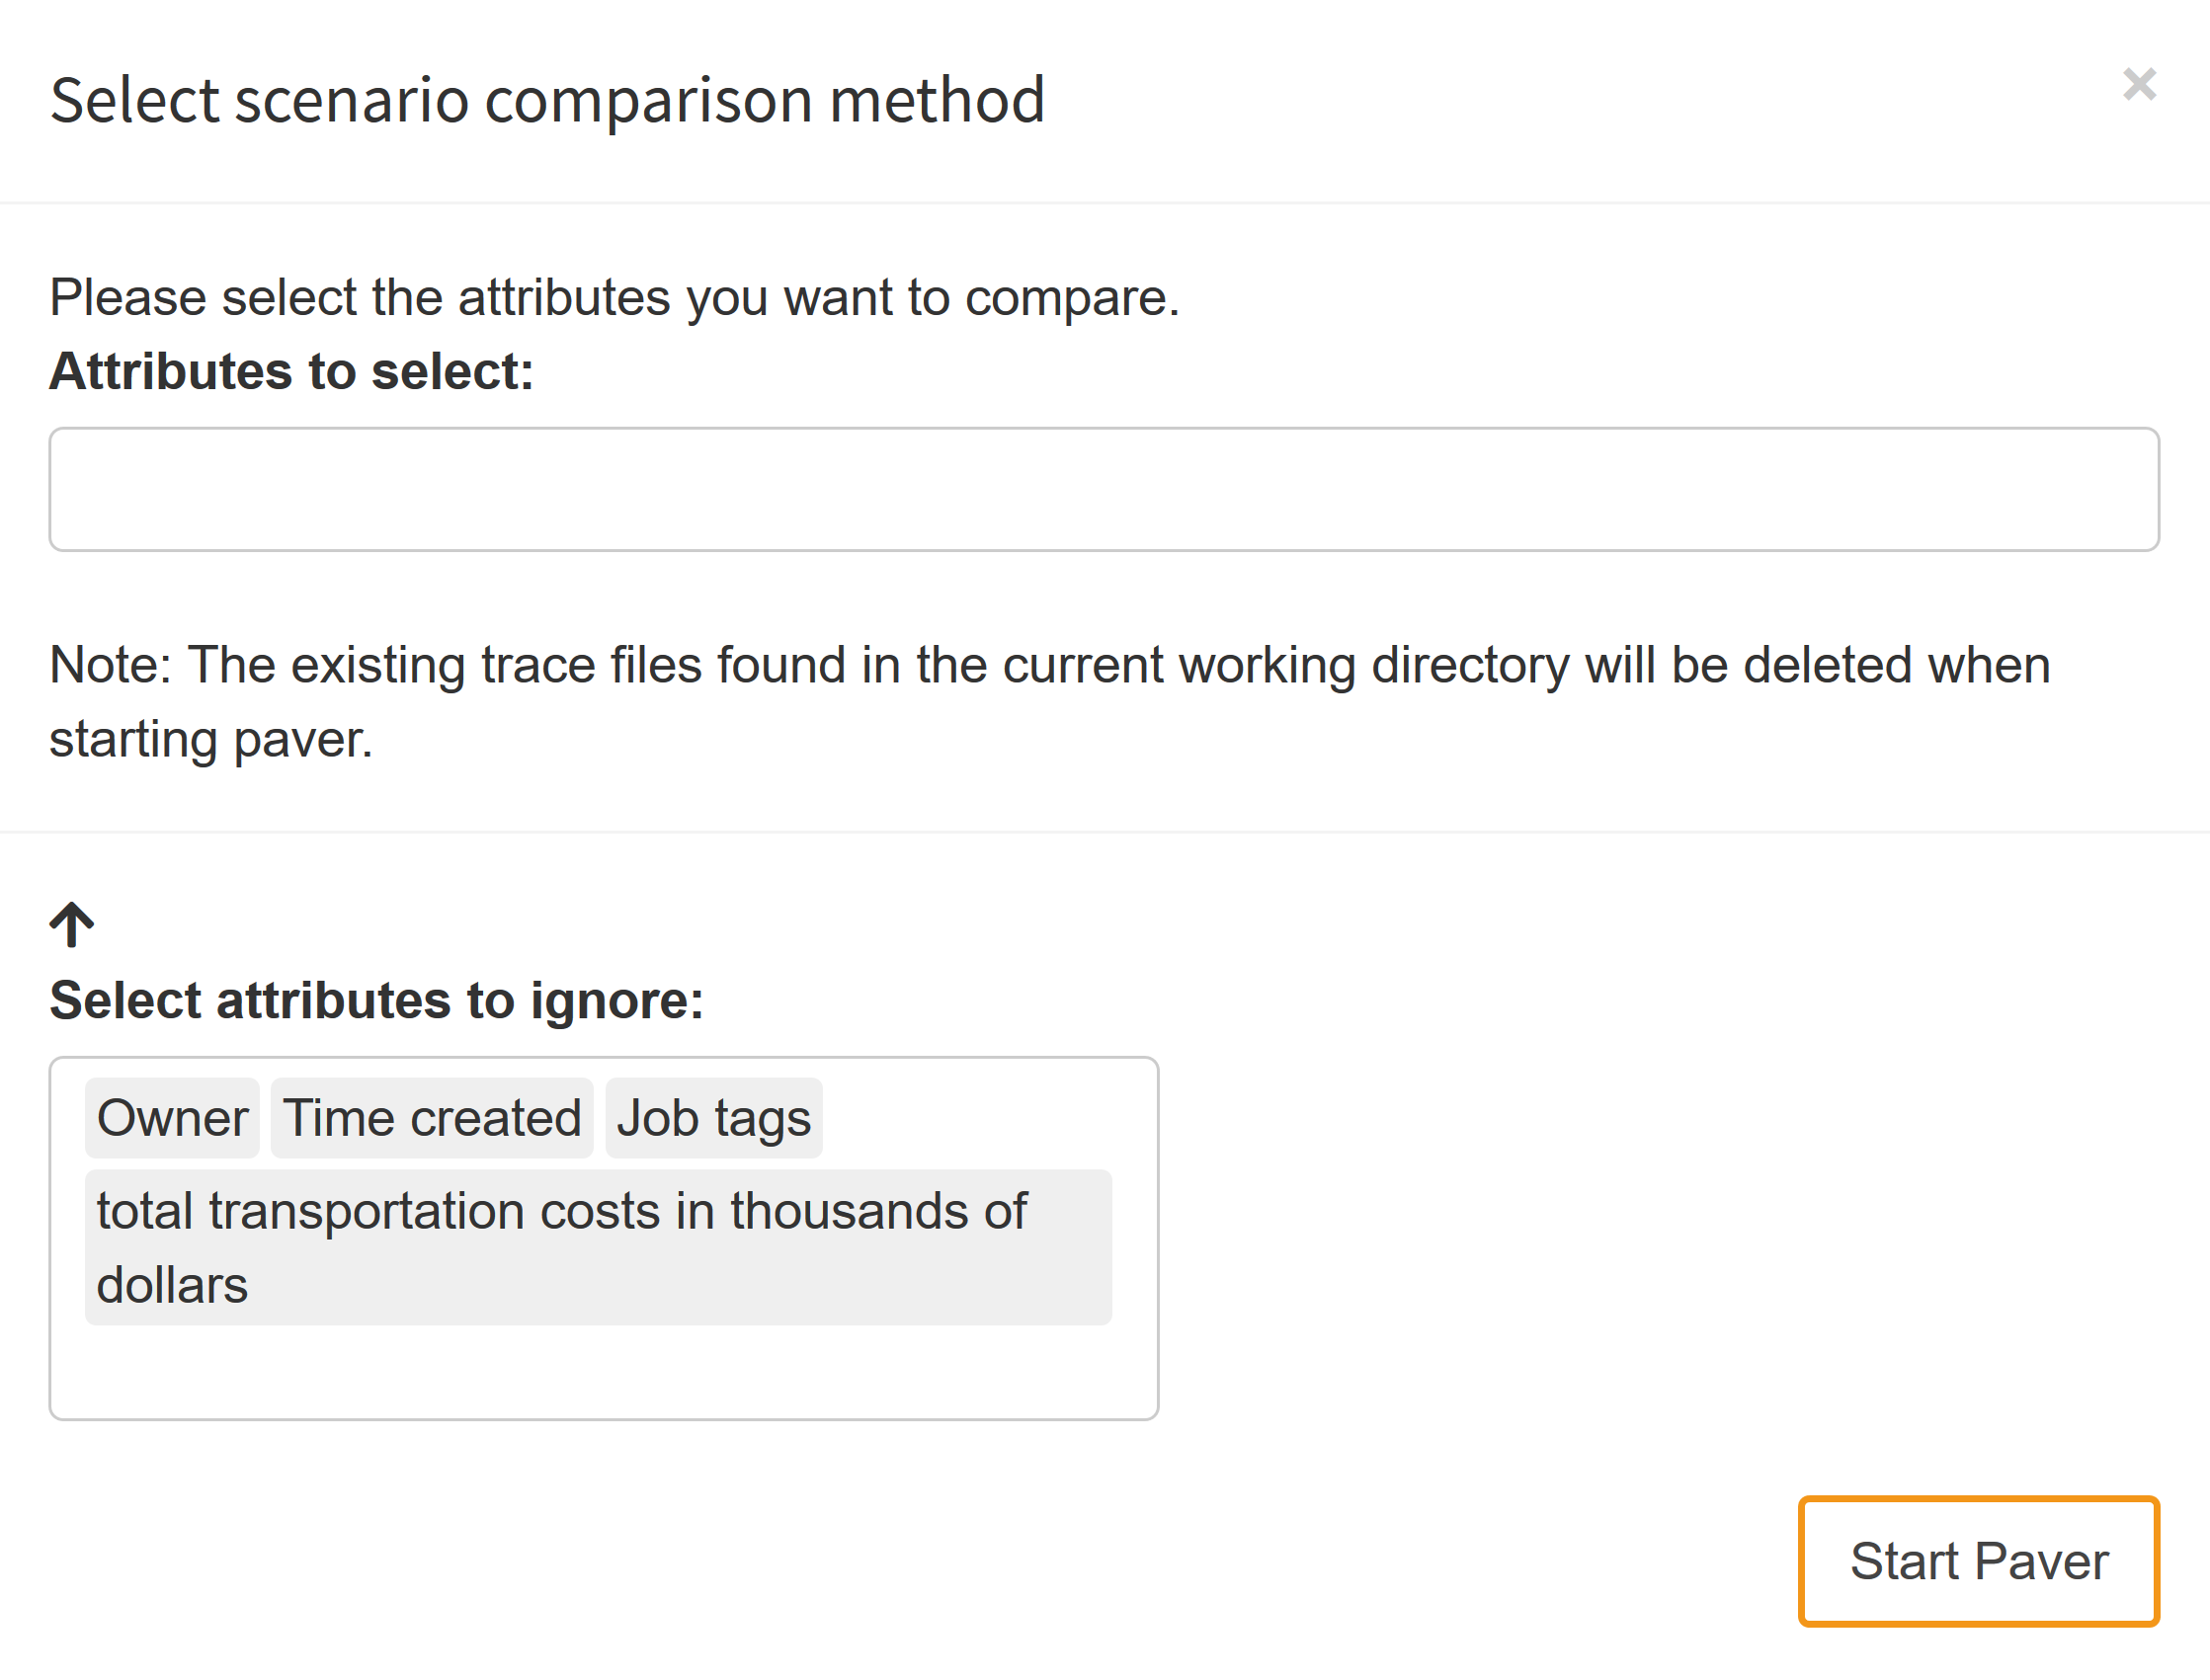 Select scenario comparison method
×
Please select the attributes you want to compare.
Attributes to select:
Note: The existing trace files found in the current working directory will be deleted when
starting paver.
Select attributes to ignore:
Owner Time created Job tags
total transportation costs in thousands of
dollars
Start Paver